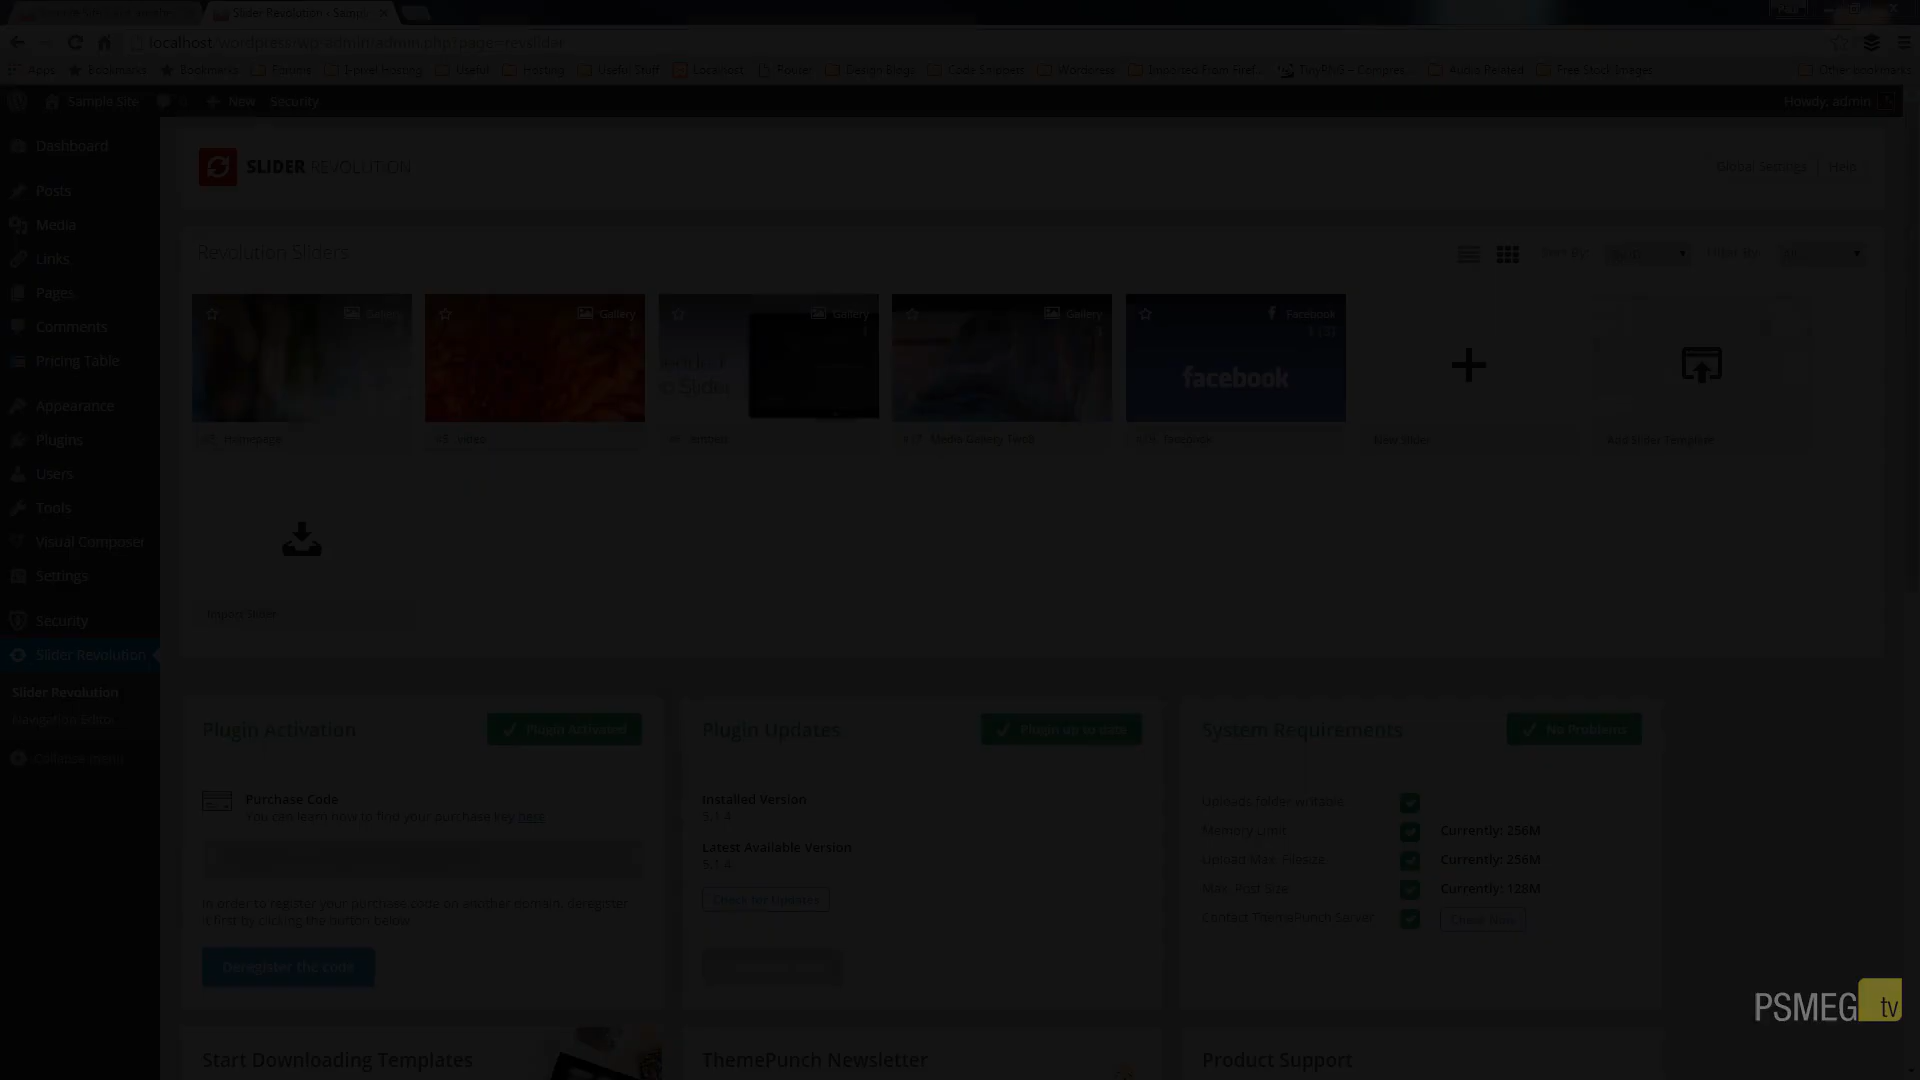 Slider Revolution - Sampl
localhost/wordpress/wp-admin/admin.php?page=revslider
Apps Bookmarks Bookmarks Forums I-pixel Hosting Useful Hosting Useful Stuff Localhost Router Design Blogs Code Snippets Wordpress Imported From Firef... TinyPNG – Compres... Audio Related Free Stock Images Other bookmarks
Sample Site New Security Howdy, admin
Dashboard
Posts
Media
Links
Pages
Comments
Pricing Table
Appearance
Plugins
Users
Tools
Visual Composer
Settings
Security
Slider Revolution
Slider Revolution
Navigation Editor
Collapse menu
SLIDER REVOLUTION
Global Settings Help
Revolution Sliders
Sort By: Filter By:
Gallery
Gallery
Gallery
Gallery
Facebook
facebook
homepage
video
Media Gallery Two
facebook
New Slider
Add Slider Template
Import Slider
Plugin Activation
Plugin Activated
Purchase Code
You can learn how to find your purchase key here
In order to register your purchase code on another domain, deregister
it first by clicking the button below.
Deregister the code
Plugin Updates
Plugin up to date
Installed Version
5.1.4
Latest Available Version
5.1.4
Check for Updates
System Requirements
No Problems
Uploads folder writable
Memory Limit Currently: 256M
Upload Max. Filesize Currently: 256M
Max. Post Size Currently: 128M
Contact ThemePunch Server Check Now
Start Downloading Templates
ThemePunch Newsletter
Product Support
PSMEG tv